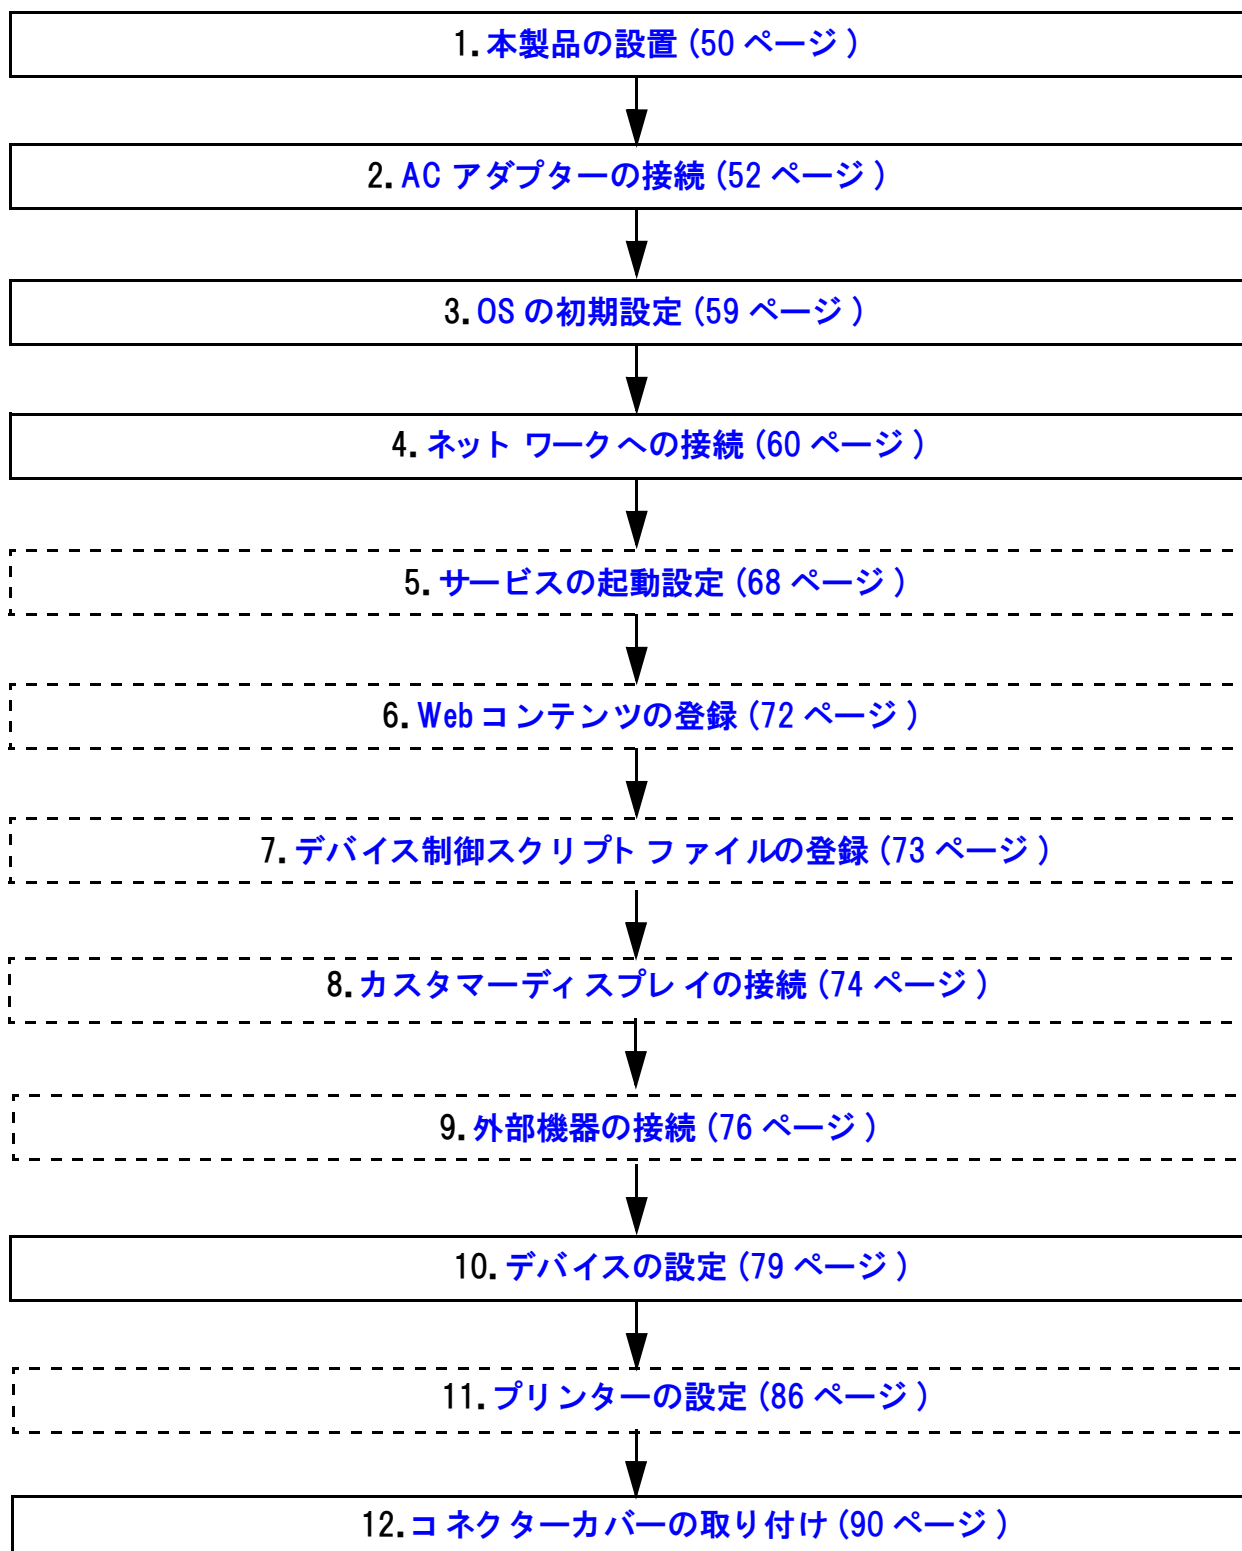 1. 本製品の設置 (50 ページ )
2. AC アダプターの接続 (52 ページ )
3. OS の初期設定 (59 ページ )
4. ネットワークへの接続 (60 ページ )
5. サービスの起動設定 (68 ページ )
6. Web コンテンツの登録 (72 ページ )
7. デバイス制御スクリプトファイルの登録 (73 ページ )
8. カスタマーディスプレイの接続 (74 ページ )
9. 外部機器の接続 (76 ページ )
10. デバイスの設定 (79 ページ )
11. プリンターの設定 (86 ページ )
12. コネクターカバーの取り付け (90 ページ )